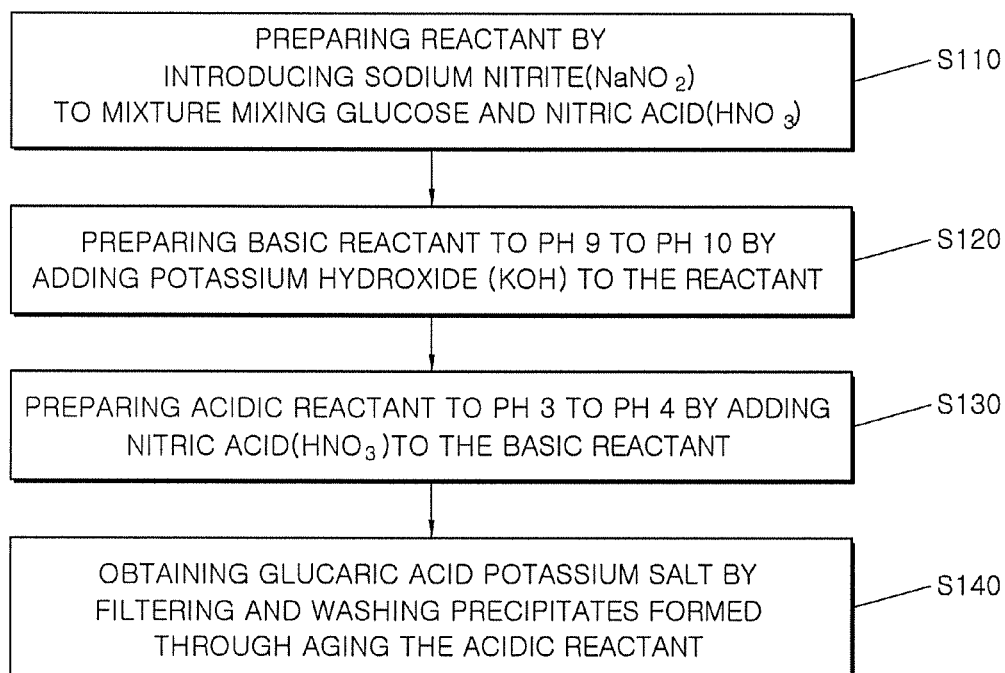 PREPARING REACTANT BY
INTRODUCING SODIUM NITRITE(NaNO₂)
TO MIXTURE MIXING GLUCOSE AND NITRIC ACID(HNO₃)
S110
PREPARING BASIC REACTANT TO PH 9 TO PH 10 BY
ADDING POTASSIUM HYDROXIDE (KOH) TO THE REACTANT
S120
PREPARING ACIDIC REACTANT TO PH 3 TO PH 4 BY ADDING
NITRIC ACID(HNO₃)TO THE BASIC REACTANT
S130
OBTAINING GLUCARIC ACID POTASSIUM SALT BY
FILTERING AND WASHING PRECIPITATES FORMED
THROUGH AGING THE ACIDIC REACTANT
S140